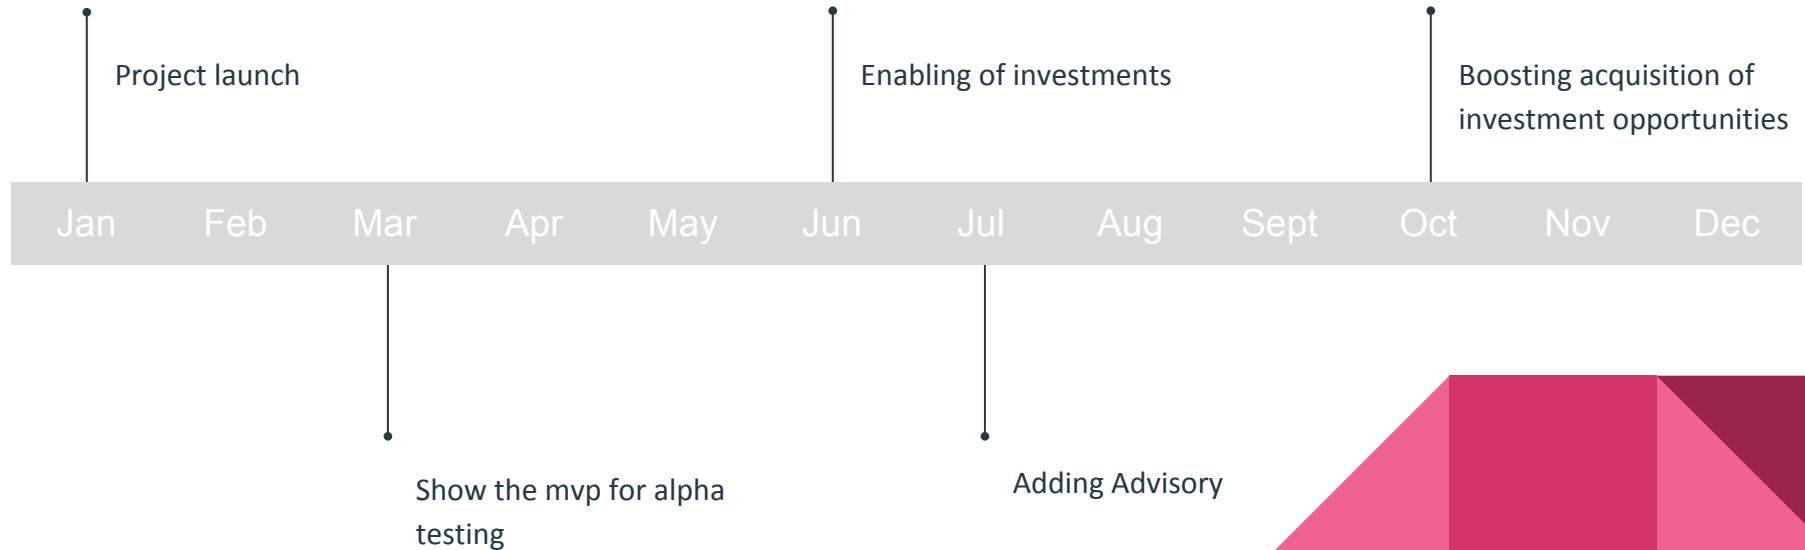 Project launch
Enabling of investments
Boosting acquisition of
investment opportunities
Jan Feb Mar Apr May Jun Jul Aug Sept Oct Nov Dec
Show the mvp for alpha
testing
Adding Advisory